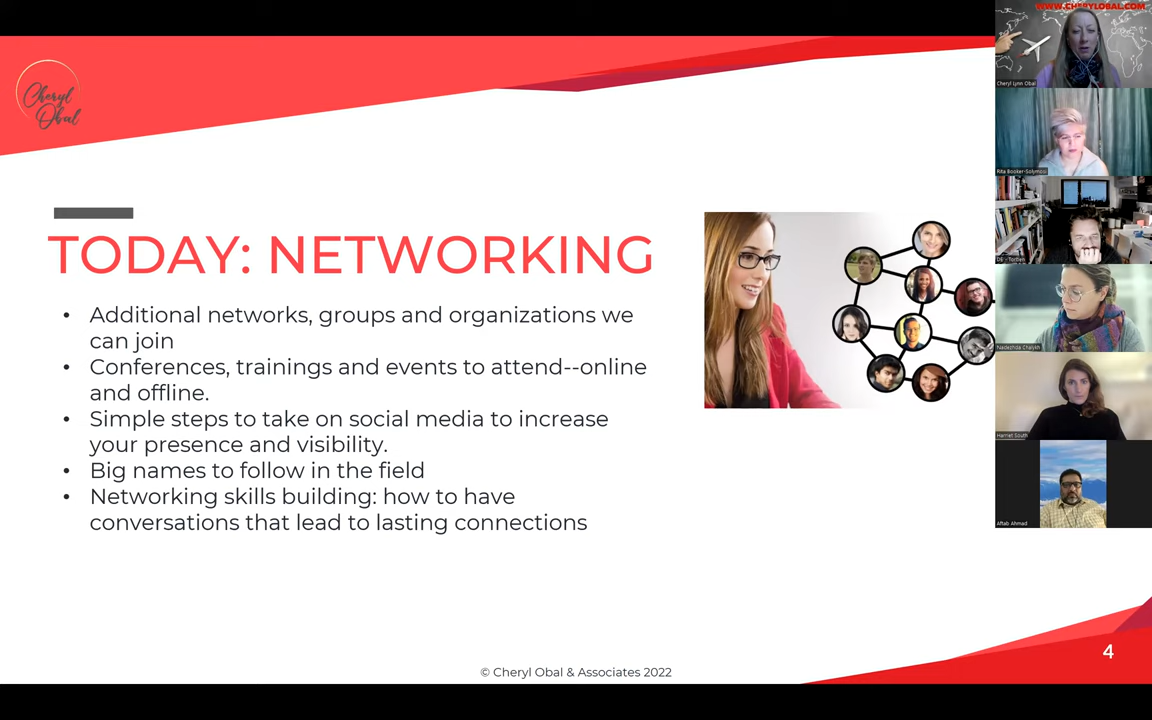 WWW.CHERYLOBAL.COM
Cheryl
Obal
Cheryl Lynn Obal
TODAY: NETWORKING
• Additional networks, groups and organizations we
can join
• Conferences, trainings and events to attend--online
and offline.
• Simple steps to take on social media to increase
your presence and visibility.
• Big names to follow in the field
• Networking skills building: how to have
conversations that lead to lasting connections
Rita Booker-Solymosi
Nadezhda Chaykh
Harriet South
Aftab Ahmad
4
© Cheryl Obal & Associates 2022